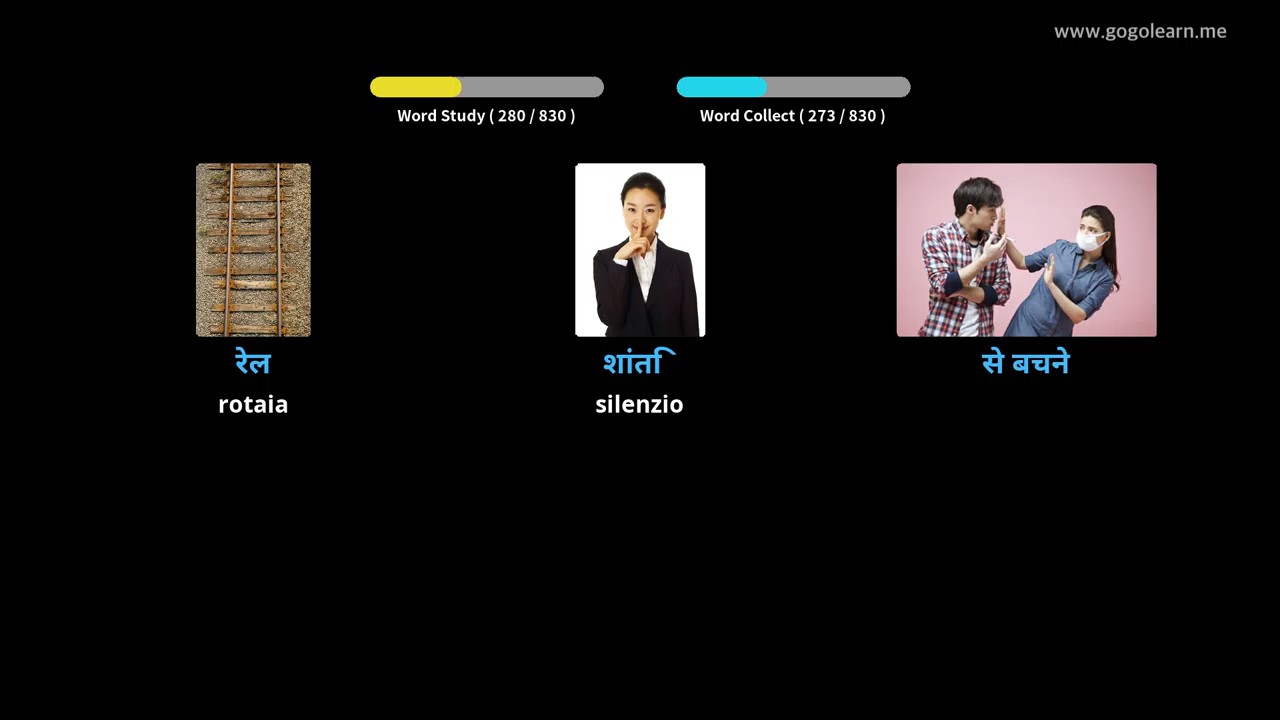 www.gogolearn.me
Word Study ( 280 / 830 )
Word Collect ( 273 / 830 )
रेल
शांति
से बचने
rotaia
silenzio